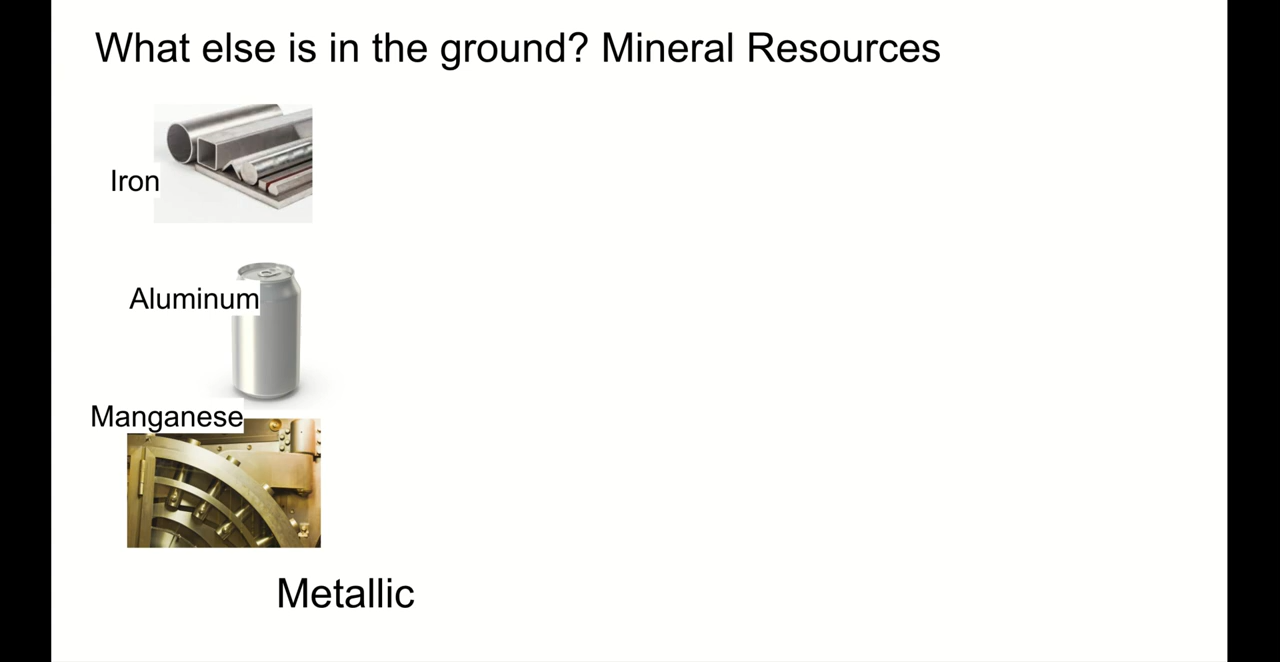 What else is in the ground? Mineral Resources
Iron
Aluminum
Manganese
Metallic